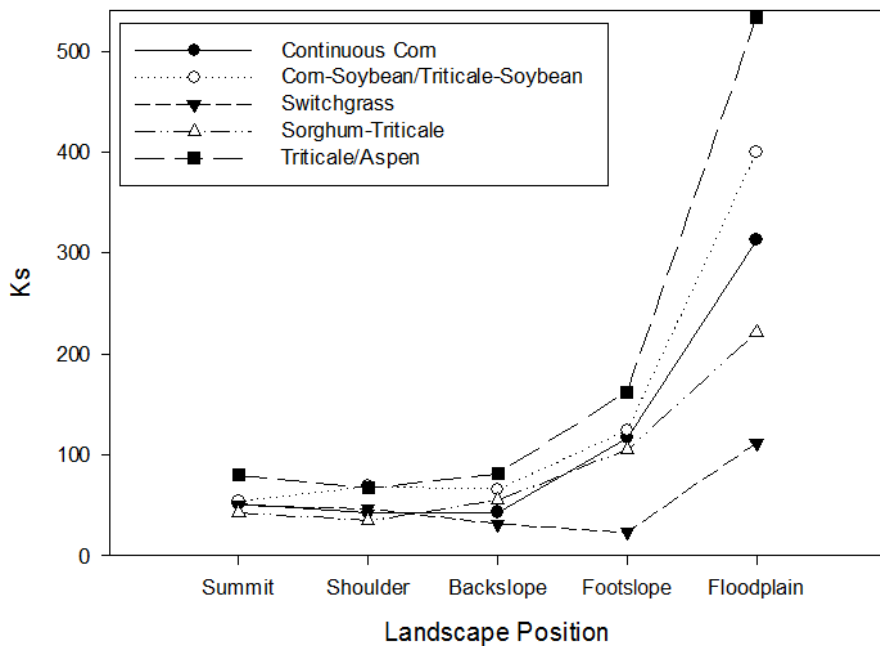 Continuous Corn
Corn-Soybean/Triticale-Soybean
Switchgrass
Sorghum-Triticale
Triticale/Aspen
500
400
300
200
100
0
Ks
Summit Shoulder Backslope Footslope Floodplain
Landscape Position